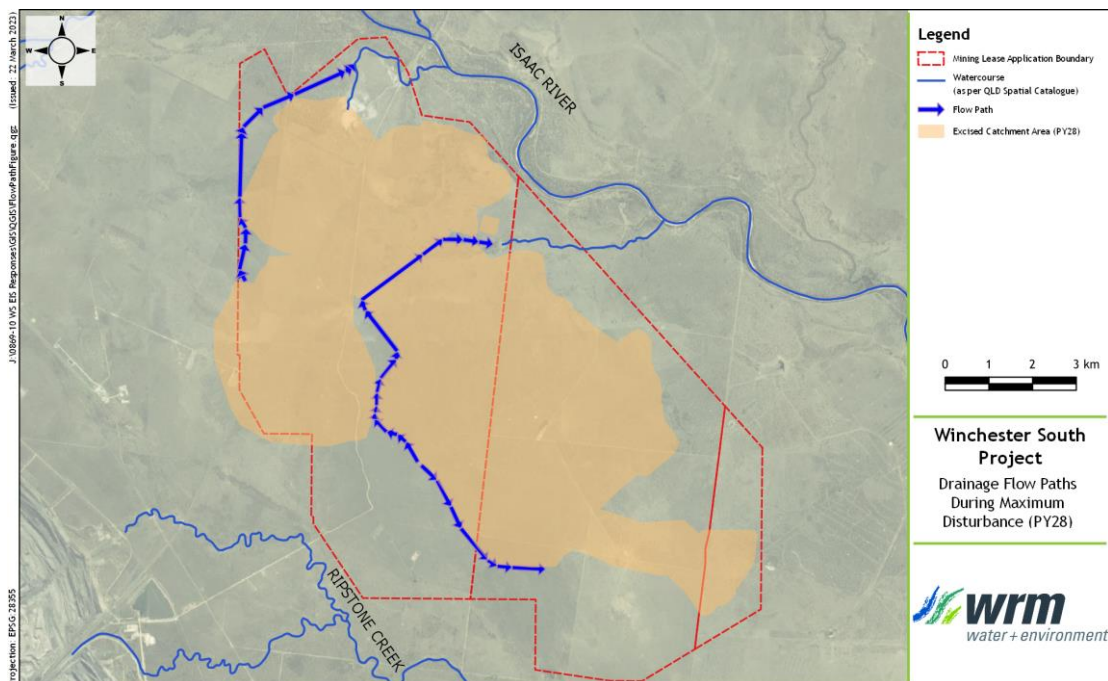 J:\0869-10 WS EIS Responses\GIS\QGIS\FlowPathFigure.qgz (Issued: 22 March 2023)
rojection: EPSG:28355
N
W
E
S
ISAAC RIVER
RIPSTONE CREEK
Legend
Mining Lease Application Boundary
Watercourse
(as per QLD Spatial Catalogue)
Flow Path
Excised Catchment Area (PY28)
0 1 2 3 km
Winchester South
Project
Drainage Flow Paths
During Maximum
Disturbance (PY28)
wrm
water + environment